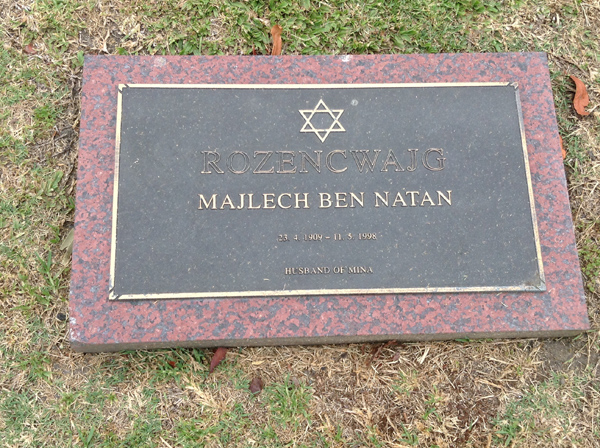 ROZENCWAJG
MAJLECH BEN NATAN
23. 4. 1909 - 11. 5. 1998
HUSBAND OF MINA